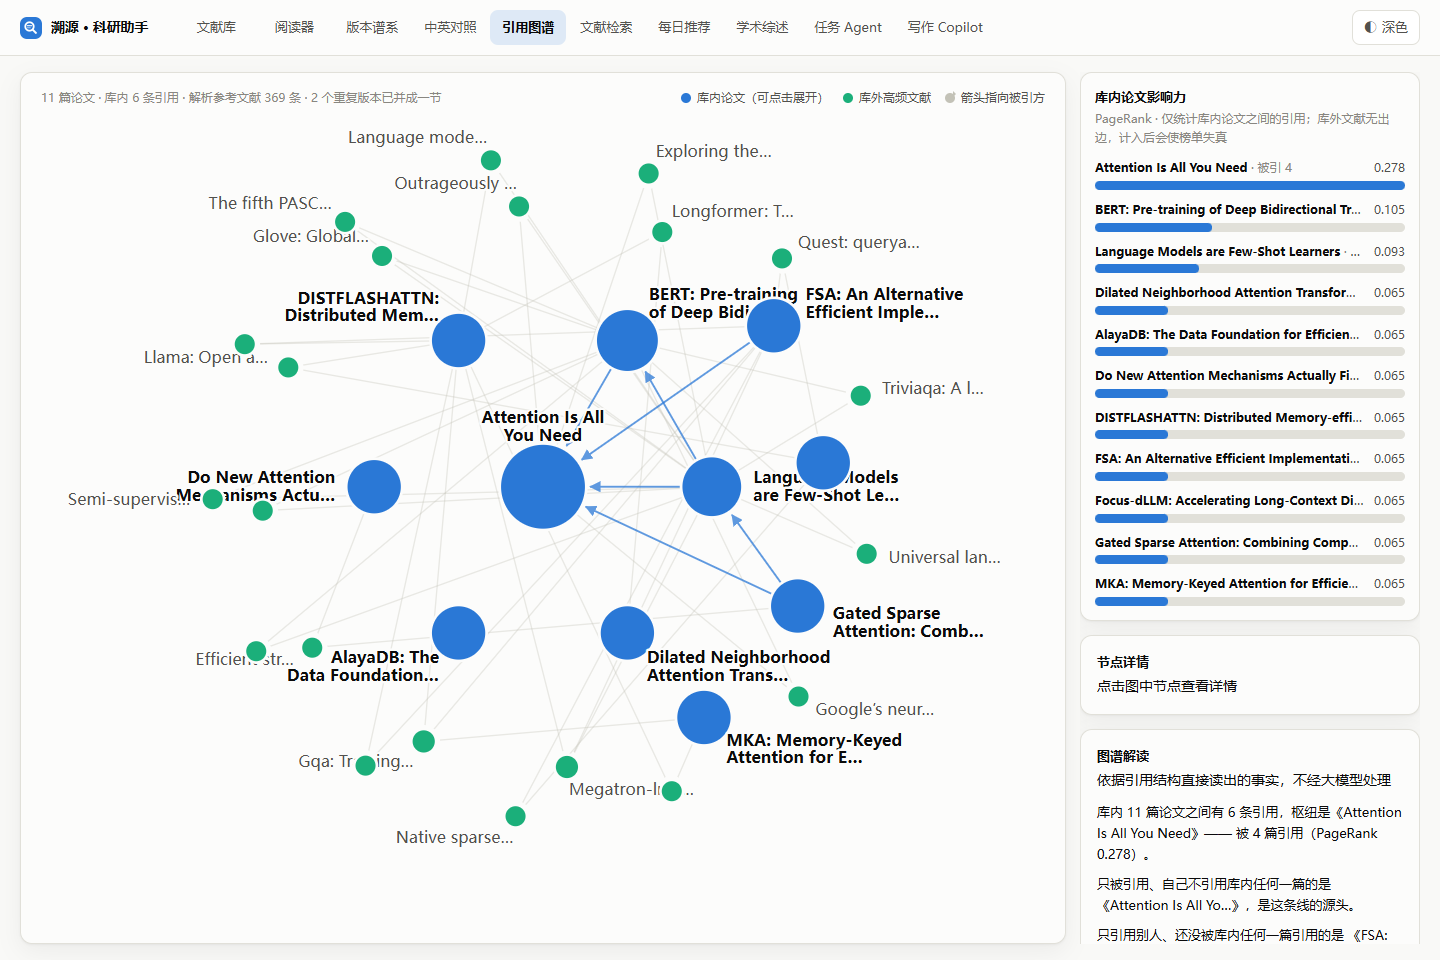 溯源 • 科研助手
文献库
阅读器
版本谱系
中英对照
引用图谱
文献检索
每日推荐
学术综述
任务 Agent
写作 Copilot
深色
11 篇论文 · 库内 6 条引用 · 解析参考文献 369 条 · 2 个重复版本已并成一节
库内论文（可点击展开）
库外高频文献
箭头指向被引方
Language mode...
Exploring the...
Outrageously ...
The fifth PASC...
Longformer: T...
Glove: Global...
Quest: querya...
DISTFLASHATTN:
Distributed Mem...
BERT: Pre-training
of Deep Bidi
FSA: An Alternative
Efficient Imple...
Llama: Open a...
Triviaqa: A l...
Attention Is All
You Need
Do New Attention
Mechanisms Actu...
Semi-supervis...
Language Models
are Few-Shot Le...
Universal lan...
Gated Sparse
Attention: Comb...
Efficient str...
AlayaDB: The
Data Foundation...
Dilated Neighborhood
Attention Trans...
Google's neur...
MKA: Memory-Keyed
Attention for E...
Gqa: Tr ing...
Megatron-l ..
Native sparse...
库内论文影响力
PageRank · 仅统计库内论文之间的引用；库外文献无出
边，计入后会使榜单失真
Attention Is All You Need · 被引 4 0.278
BERT: Pre-training of Deep Bidirectional Tr... 0.105
Language Models are Few-Shot Learners · ... 0.093
Dilated Neighborhood Attention Transfor... 0.065
AlayaDB: The Data Foundation for Efficien... 0.065
Do New Attention Mechanisms Actually Fi... 0.065
DISTFLASHATTN: Distributed Memory-effi... 0.065
FSA: An Alternative Efficient Implementati... 0.065
Focus-dLLM: Accelerating Long-Context Di... 0.065
Gated Sparse Attention: Combining Comp... 0.065
MKA: Memory-Keyed Attention for Efficie... 0.065
节点详情
点击图中节点查看详情
图谱解读
依据引用结构直接读出的事实，不经大模型处理
库内 11 篇论文之间有 6 条引用，枢纽是《Attention
Is All You Need》—— 被 4 篇引用（PageRank
0.278）。
只被引用、自己不引用库内任何一篇的是
《Attention Is All Yo...》，是这条线的源头。
只引用别人、还没被库内任何一篇引用的是 《FSA: